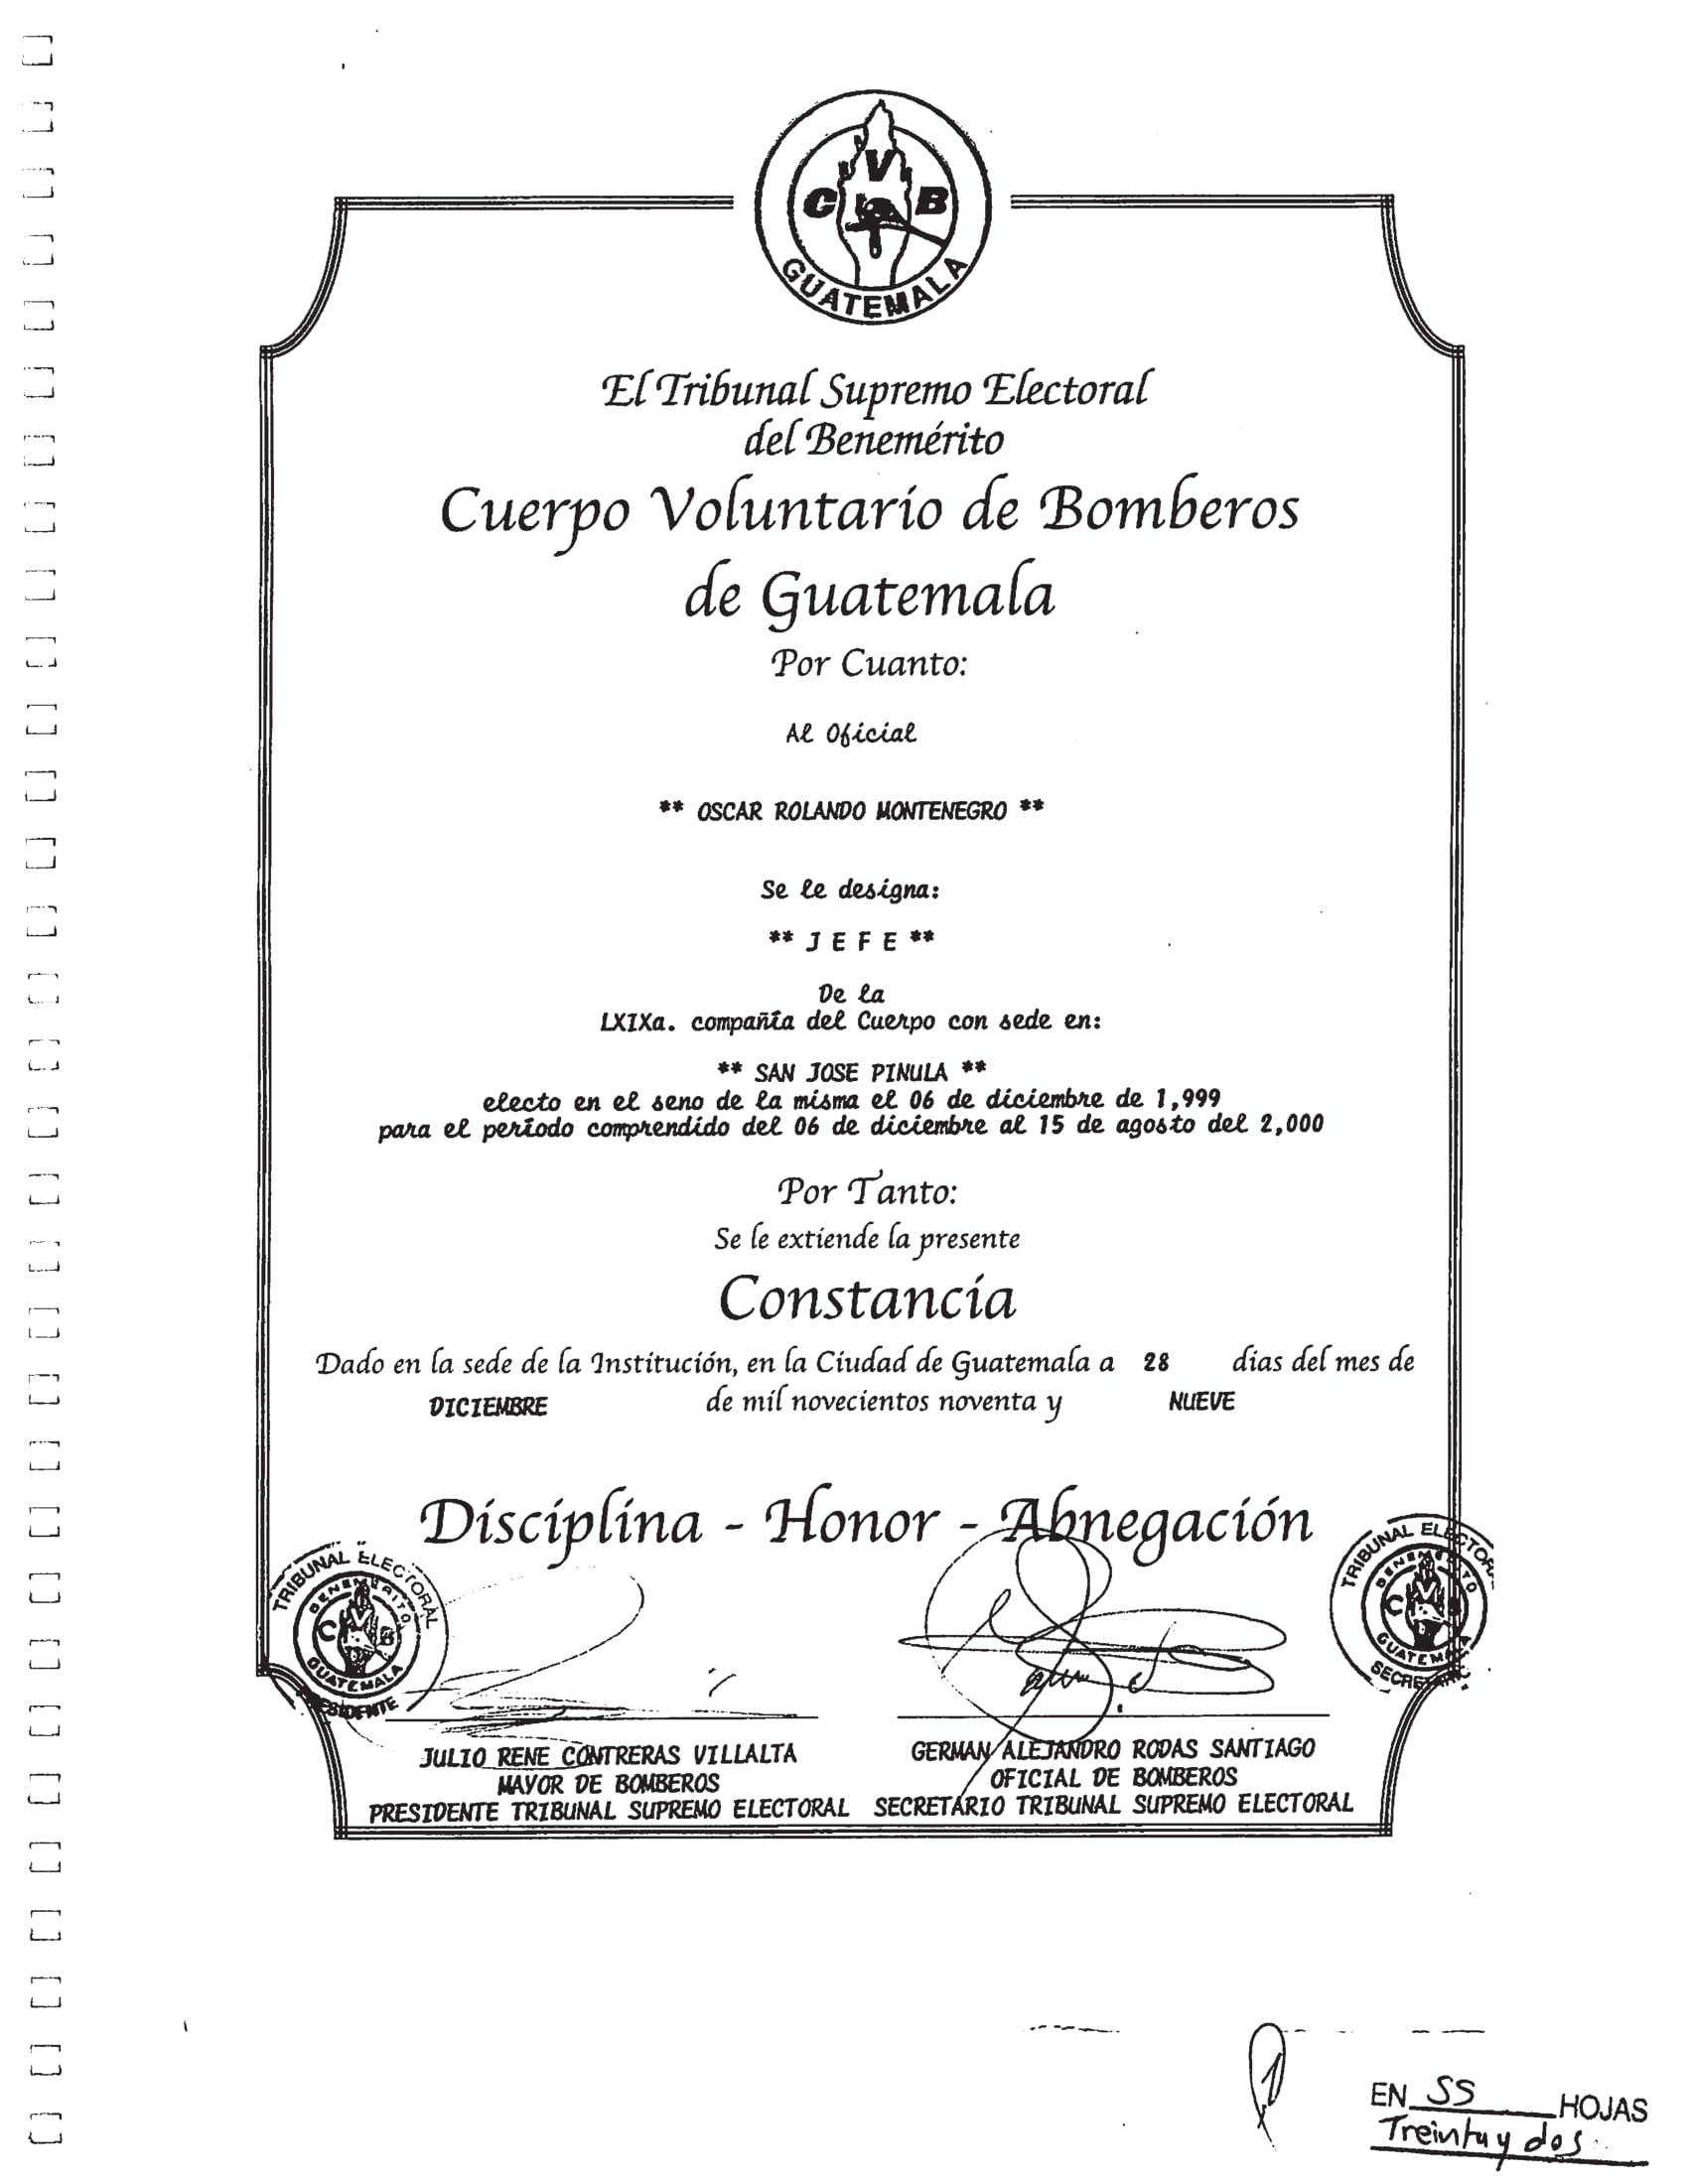 C V B
GUATEMALA
El Tribunal Supremo Electoral
del Benemérito
Cuerpo Voluntario de Bomberos
de Guatemala
Por Cuanto:
Al Oficial
** OSCAR ROLANDO MONTENEGRO **
Se le designa:
** J E F E **
De la
LXIXa. compañía del Cuerpo con sede en:
** SAN JOSE PINULA **
electo en el seno de la misma el 06 de diciembre de 1,999
para el período comprendido del 06 de diciembre al 15 de agosto del 2,000
Por Tanto:
Se le extiende la presente
Constancia
Dado en la sede de la Institución, en la Ciudad de Guatemala a 28 dias del mes de
DICIEMBRE de mil novecientos noventa y NUEVE
Disciplina - Honor - Abnegación
TRIBUNAL ELECTORAL
BENEMERITO
C V B
GUATEMALA
PRESIDENTE
TRIBUNAL ELECTORAL
BENEMERITO
C V B
GUATEMALA
SECRETARIO
JULIO RENE CONTRERAS VILLALTA
MAYOR DE BOMBEROS
PRESIDENTE TRIBUNAL SUPREMO ELECTORAL
GERMAN ALEJANDRO RODAS SANTIAGO
OFICIAL DE BOMBEROS
SECRETARIO TRIBUNAL SUPREMO ELECTORAL
EN SS HOJAS
Treinta y dos